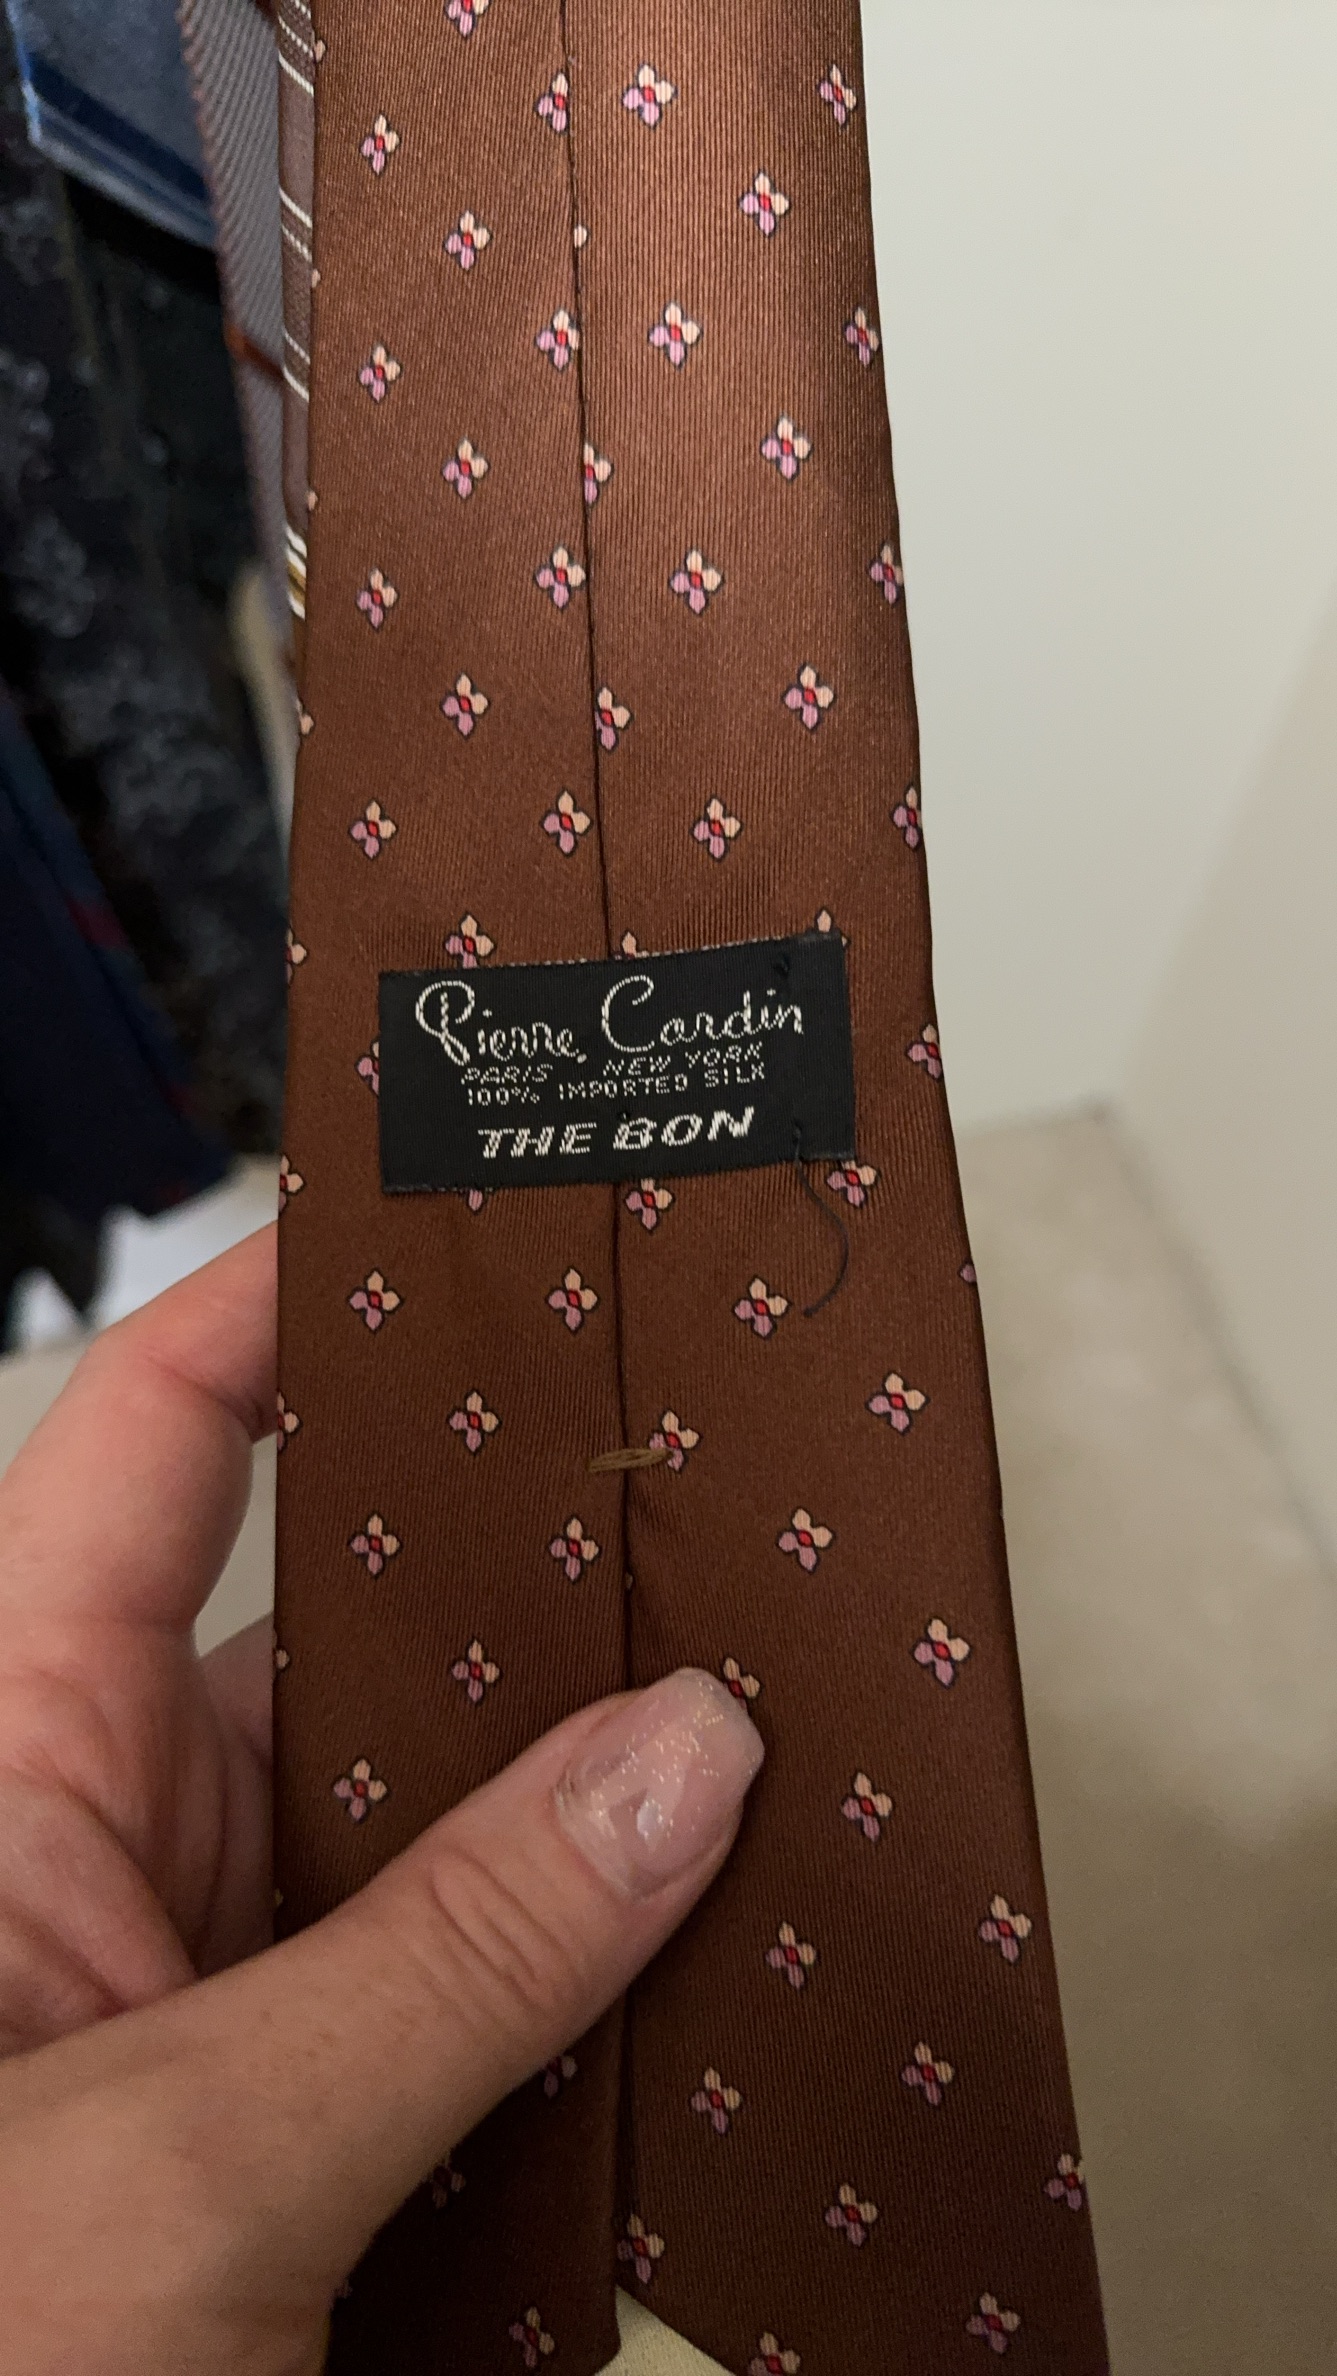 Pierre Cardin
PARIS NEW YORK
100% IMPORTED SILK
THE BON